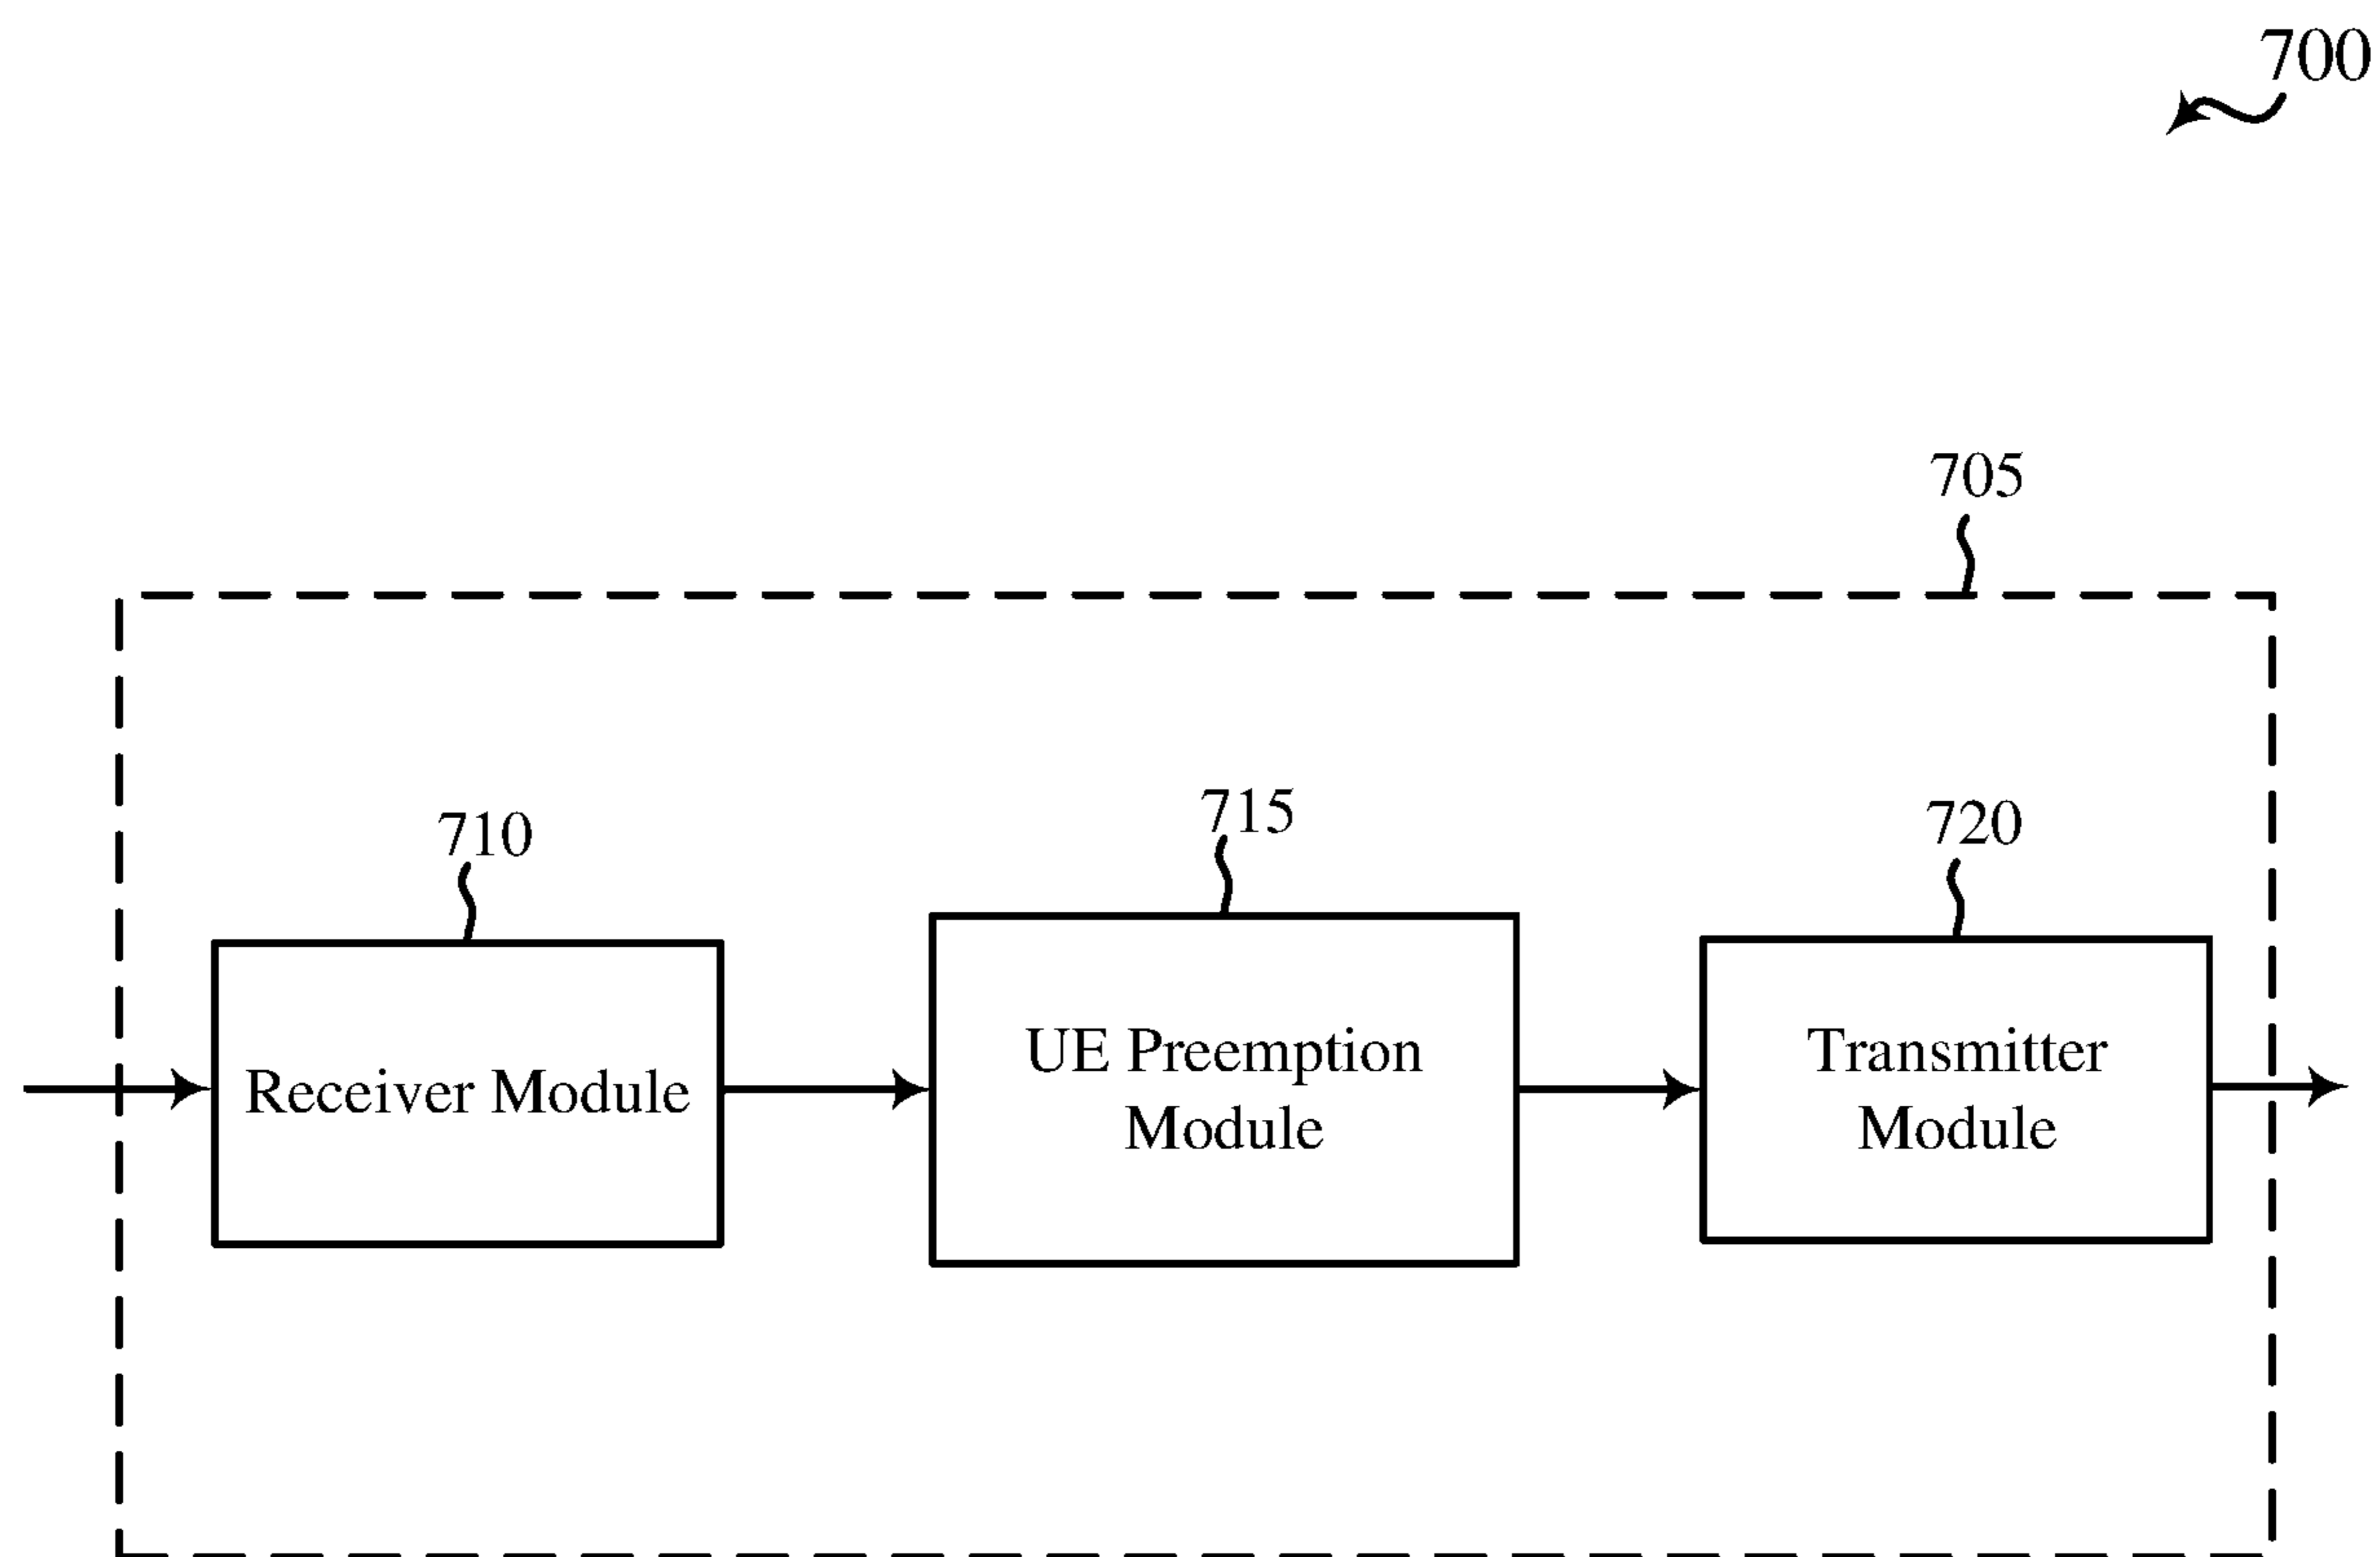 700
705
710
715
720
Receiver Module
UE Preemption
Module
Transmitter
Module